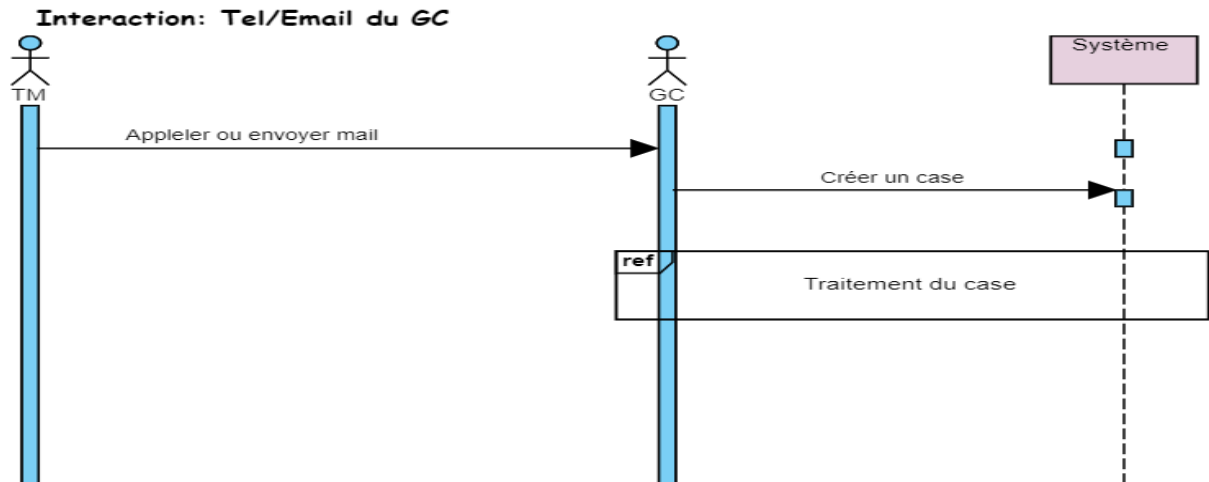 Interaction: Tel/Email du GC
TM
GC
Système
Appleler ou envoyer mail
Créer un case
ref
Traitement du case